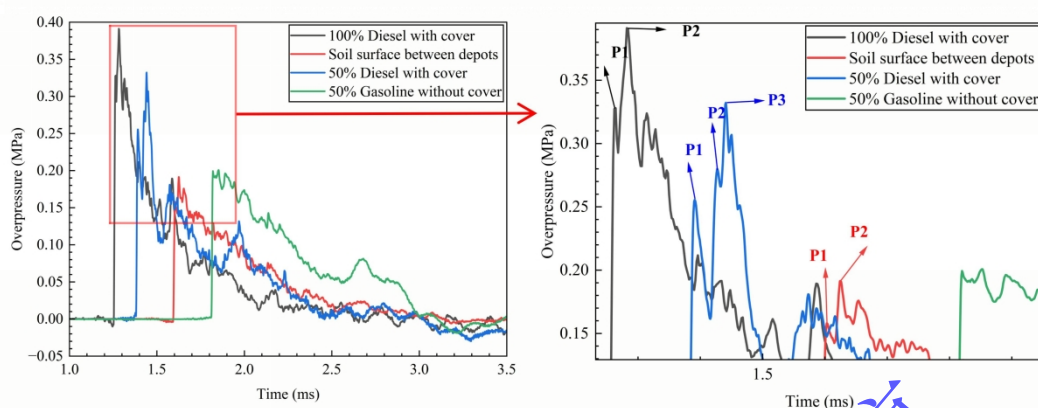 0.40
0.35
0.30
0.25
0.20
0.15
0.10
0.05
0.00
−0.05
Overpressure (MPa)
1.0
1.5
2.0
2.5
3.0
3.5
Time (ms)
100% Diesel with cover
Soil surface between depots
50% Diesel with cover
50% Gasoline without cover
0.35
0.30
0.25
0.20
0.15
Overpressure (MPa)
1.5
Time (ms)
P1
P2
P1
P2
P3
P1
P2
100% Diesel with cover
Soil surface between depots
50% Diesel with cover
50% Gasoline without cover